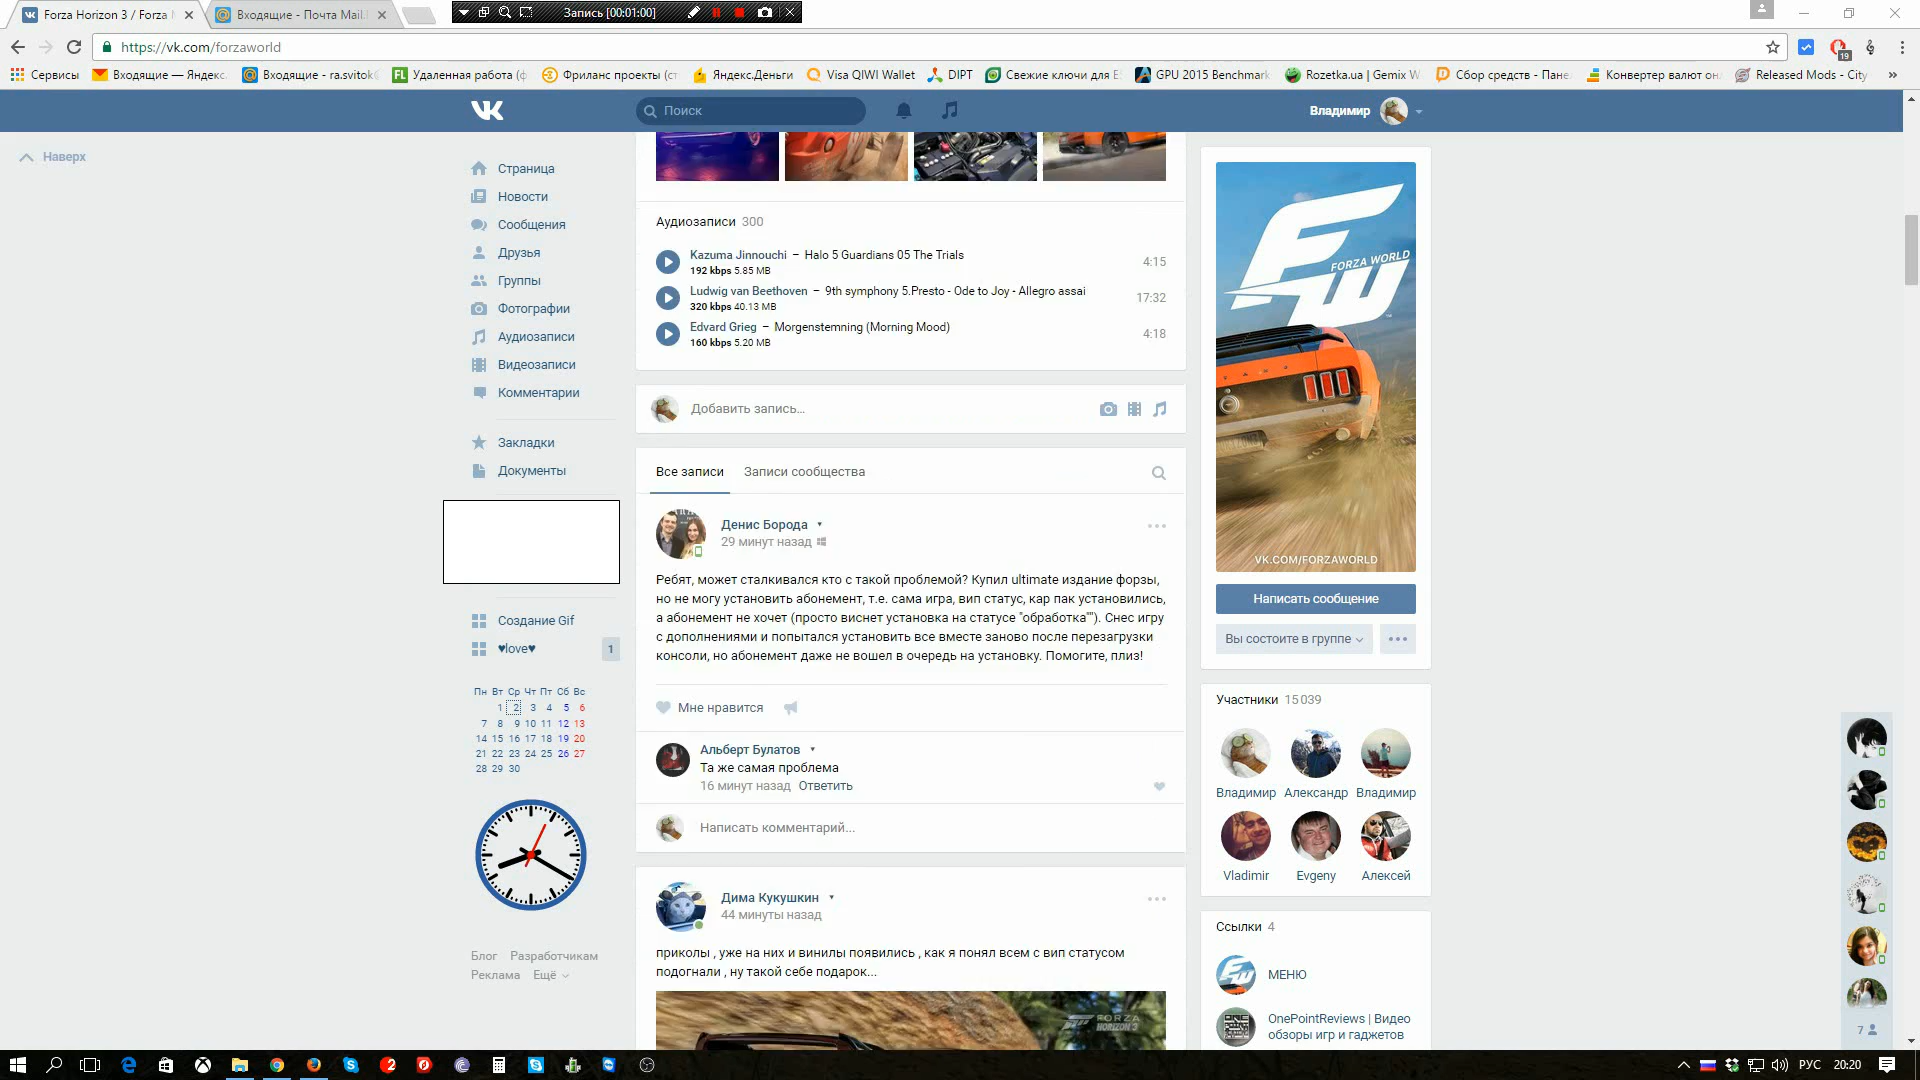 Forza Horizon 3 / Forza
Входящие - Почта Mail.
Запись [00:01:00]
https://vk.com/forzaworld
19
Сервисы
Входящие — Яндекс.
Входящие - ra.svitok
Удаленная работа (ф
Фриланс проекты (ст
Яндекс.Деньги
Visa QIWI Wallet
DIPT
Свежие ключи для E
GPU 2015 Benchmark
Rozetka.ua | Gemix
Сбор средств - Пане
Конвертер валют он
Released Mods - City
Поиск
Владимир
Наверх
Страница
Новости
Сообщения
Друзья
Группы
Фотографии
Аудиозаписи
Видеозаписи
Комментарии
Закладки
Документы
Создание Gif
♥love♥
1
Пн Вт Ср Чт Пт Сб Вс
1 2 3 4 5 6
7 8 9 10 11 12 13
14 15 16 17 18 19 20
21 22 23 24 25 26 27
28 29 30
Блог Разработчикам
Реклама Ещё
Аудиозаписи 300
Kazuma Jinnouchi – Halo 5 Guardians 05 The Trials
4:15
192 kbps 5.85 MB
Ludwig van Beethoven – 9th symphony 5.Presto - Ode to Joy - Allegro assai
17:32
320 kbps 40.13 MB
Edvard Grieg – Morgenstemning (Morning Mood)
4:18
160 kbps 5.20 MB
Добавить запись...
Все записи Записи сообщества
Денис Борода
29 минут назад
Ребят, может сталкивался кто с такой проблемой? Купил ultimate издание форзы,
но не могу установить абонемент, т.е. сама игра, вип статус, кар пак установились,
а абонемент не хочет (просто виснет установка на статусе "обработка""). Снес игру
с дополнениями и попытался установить все вместе заново после перезагрузки
консоли, но абонемент даже не вошел в очередь на установку. Помогите, плиз!
Мне нравится
Альберт Булатов
Та же самая проблема
16 минут назад Ответить
Написать комментарий...
Дима Кукушкин
44 минуты назад
приколы , уже на них и винилы появились , как я понял всем с вип статусом
подогнали , ну такой себе подарок...
FORZA
HORIZON 3
FW
FORZA WORLD
VK.COM/FORZAWORLD
Написать сообщение
Вы состоите в группе
Участники 15 039
Владимир Александр Владимир
Vladimir Evgeny Алексей
Ссылки 4
МЕНЮ
OnePointReviews | Видео
обзоры игр и гаджетов
7
РУС
20:20